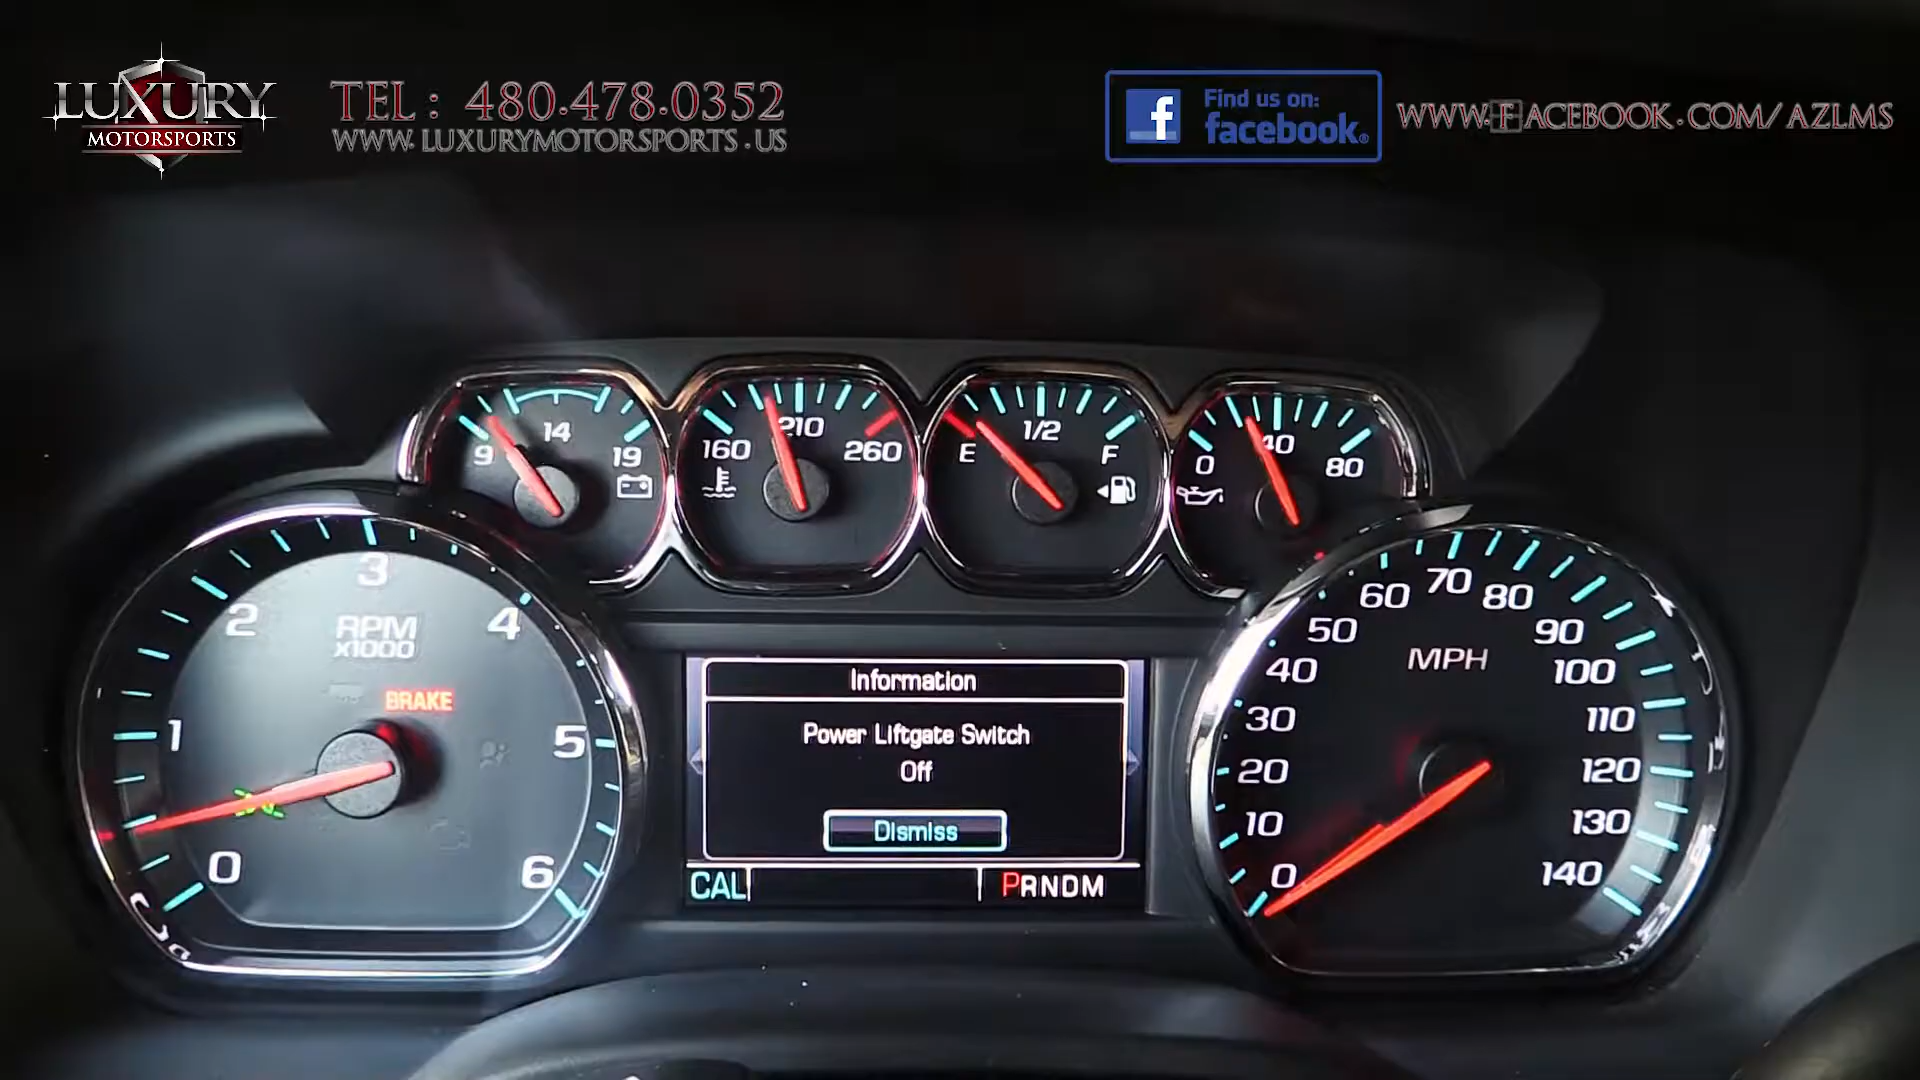 LUXURY
MOTORSPORTS
TEL: 480.478.0352
WWW.LUXURYMOTORSPORTS.US
Find us on:
facebook®
WWW.FACEBOOK.COM/AZLMS
9 14 19
160 210 260
E 1/2 F
0 40 80
0 1 2 3 4 5 6
RPM
x1000
BRAKE
Information
Power Liftgate Switch
Off
Dismiss
CAL
PRNDM
0 10 20 30 40 50 60 70 80 90 100 110 120 130 140
MPH